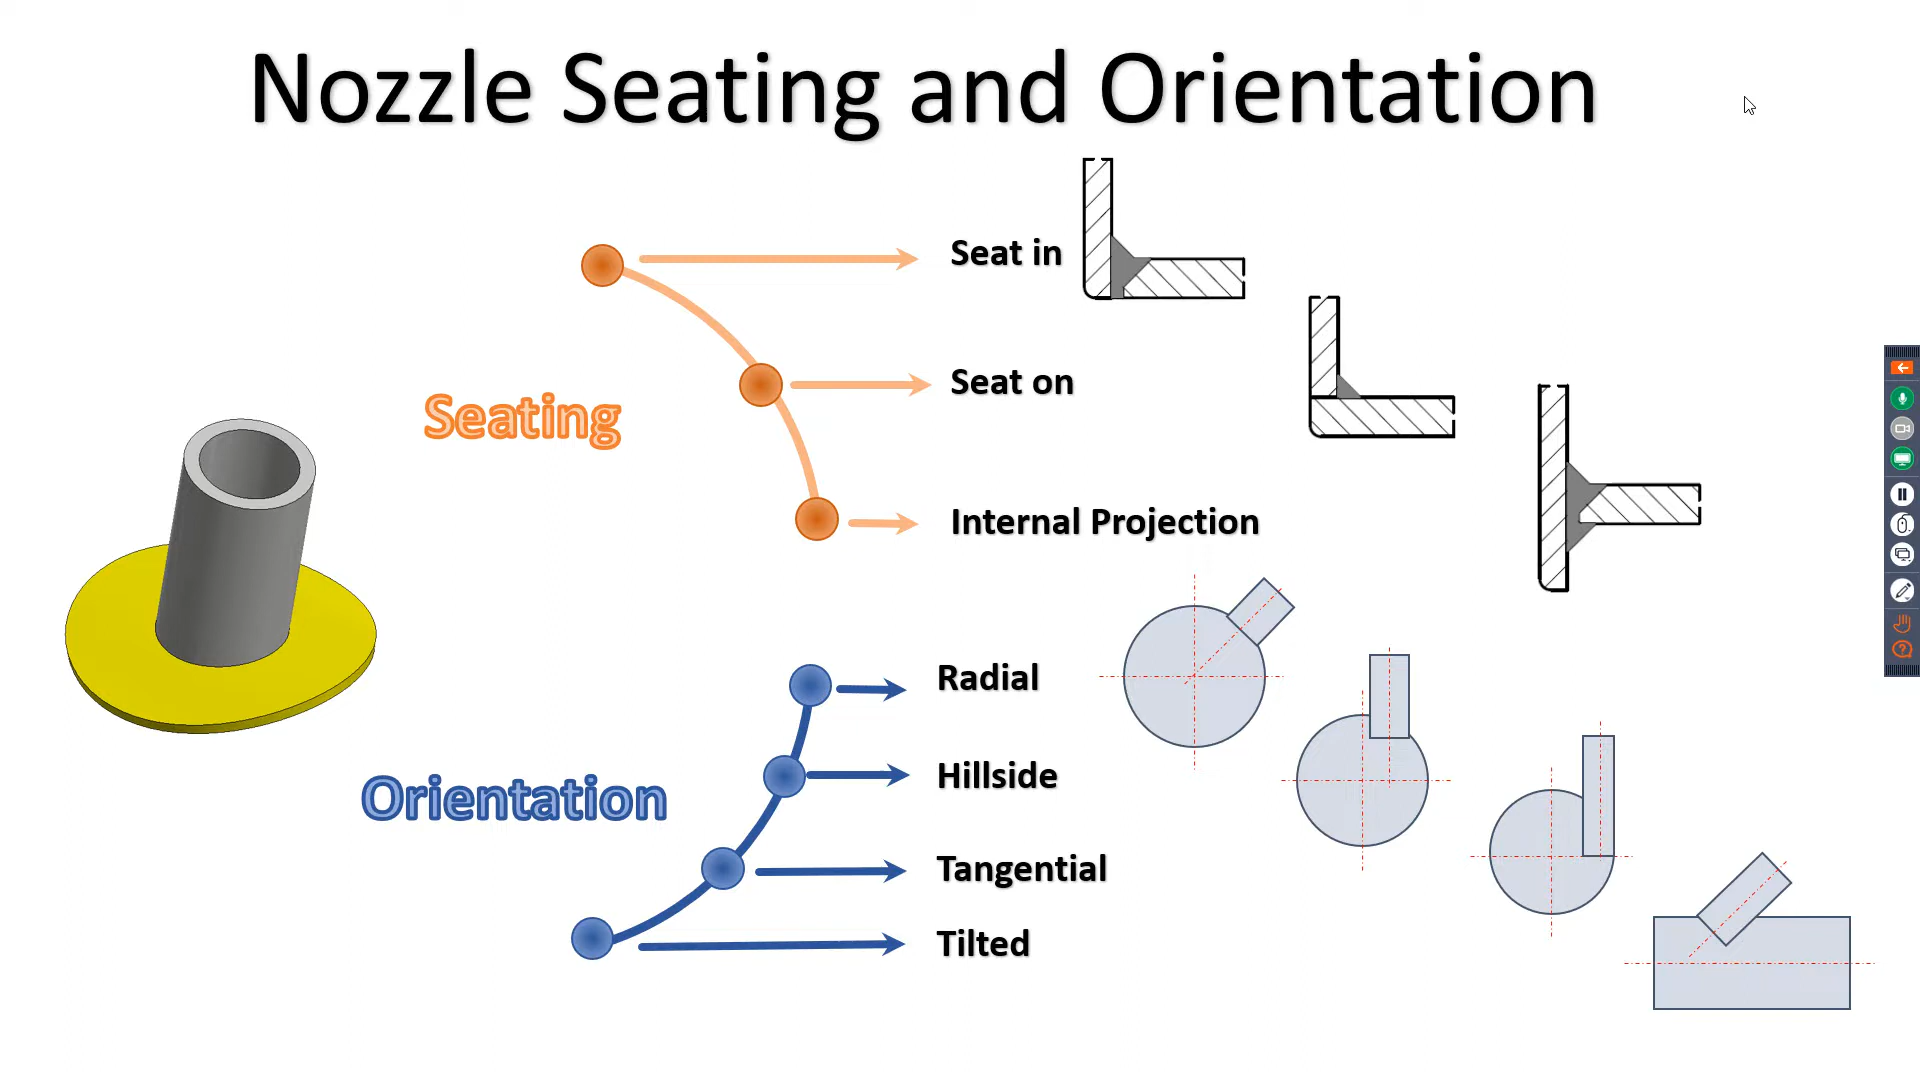 Nozzle Seating and Orientation
Seat in
Seat on
Seating
Internal Projection
Radial
Hillside
Orientation
Tangential
Tilted